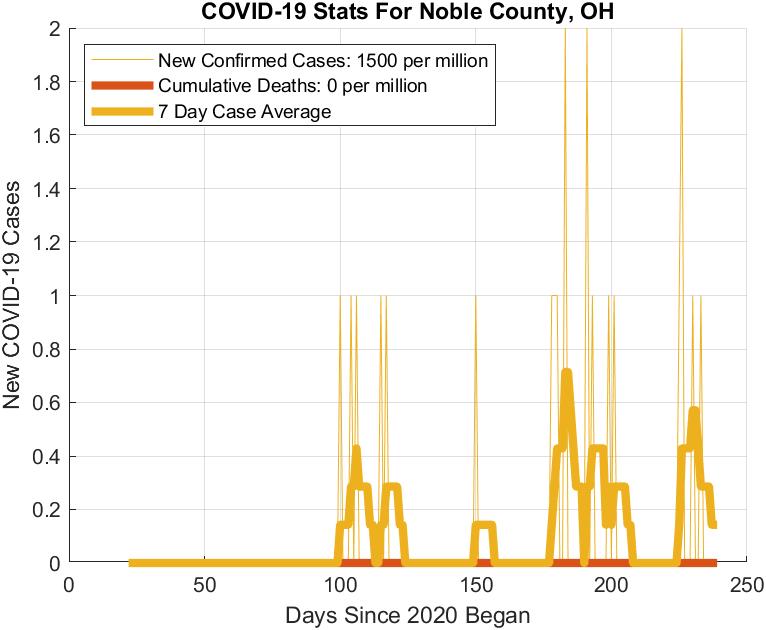 COVID-19 Stats For Noble County, OH
New Confirmed Cases: 1500 per million
Cumulative Deaths: 0 per million
7 Day Case Average
New COVID-19 Cases
2
1.8
1.6
1.4
1.2
1
0.8
0.6
0.4
0.2
0
0 50 100 150 200 250
Days Since 2020 Began